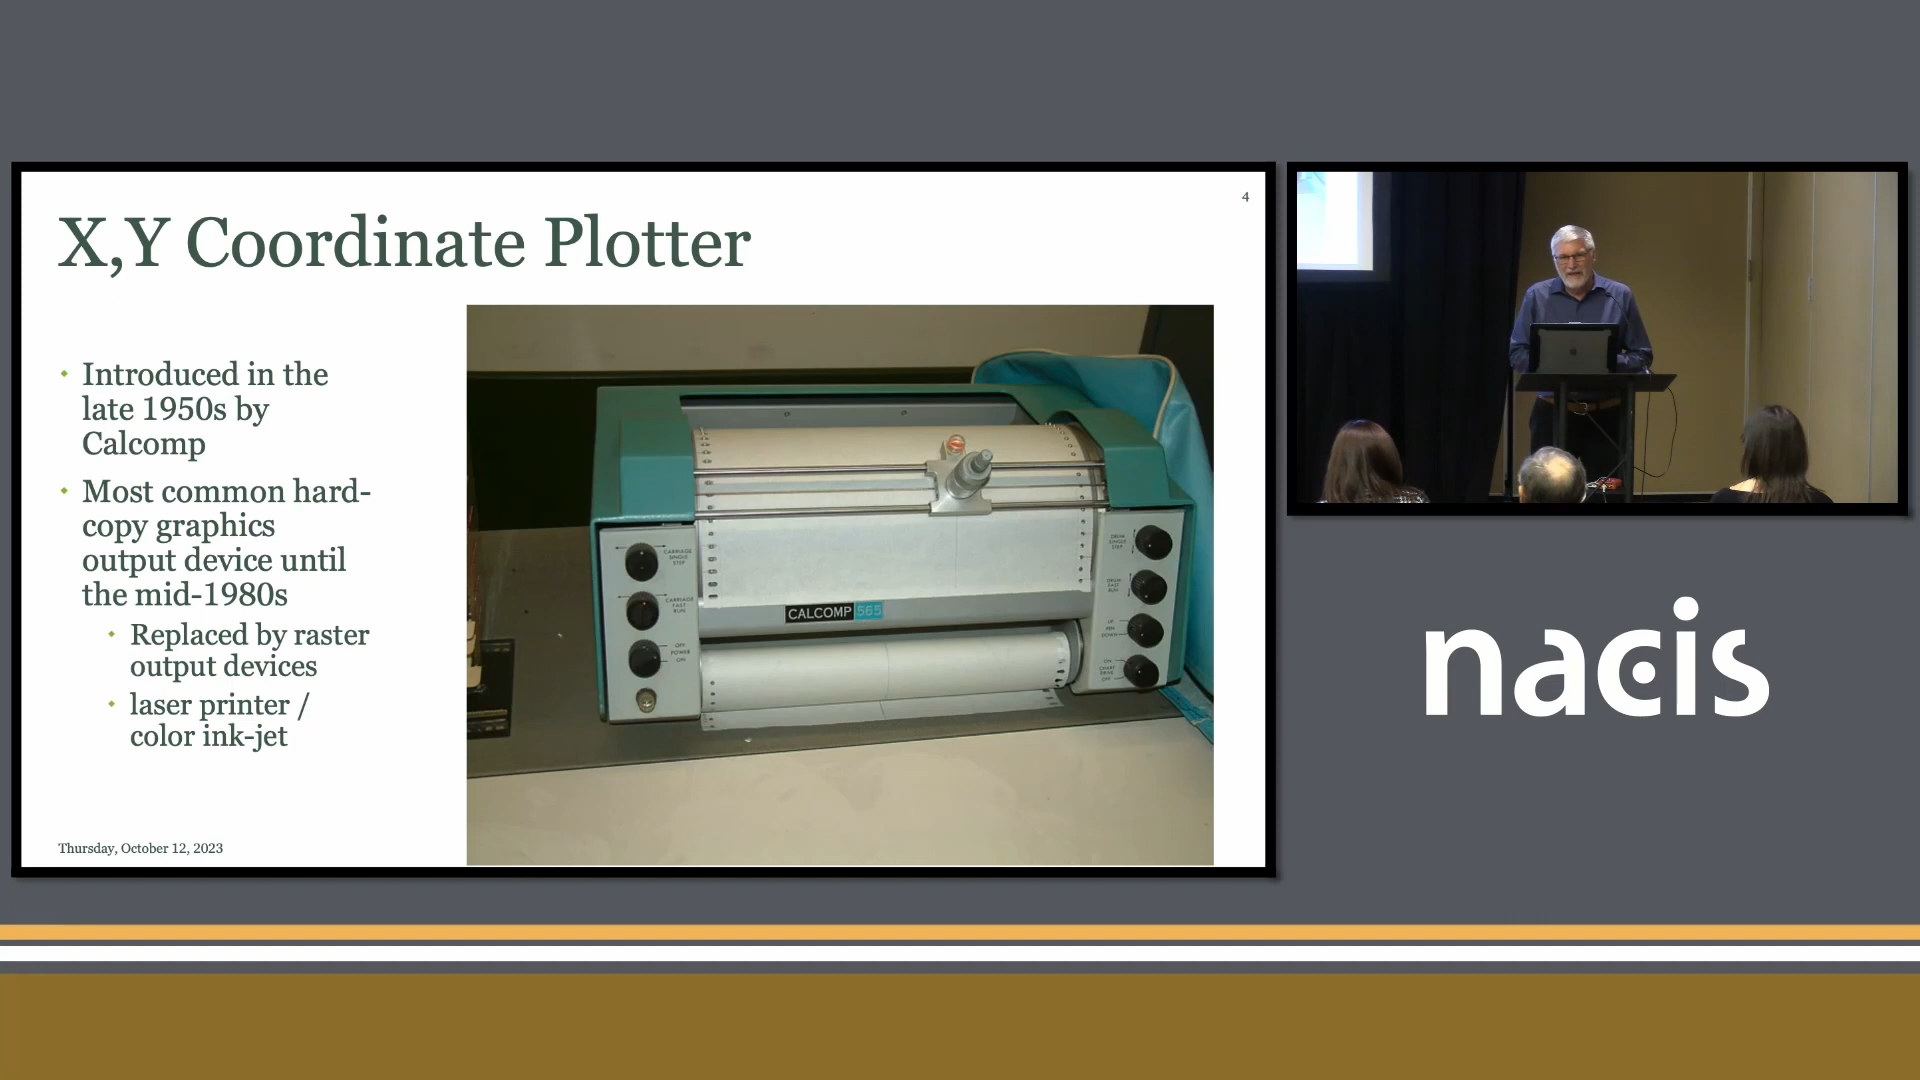 4
X,Y Coordinate Plotter
Introduced in the
late 1950s by
Calcomp
Most common hard-
copy graphics
output device until
the mid-1980s
Replaced by raster
output devices
laser printer /
color ink-jet
CARRIAGE
SINGLE
STEP
CARRIAGE
FAST
RUN
OFF
POWER
ON
CALCOMP 565
DRUM
SINGLE
STEP
DRUM
FAST
RUN
UP
PEN
DOWN
ON
CHART
DRIVE
OFF
Thursday, October 12, 2023
nacis